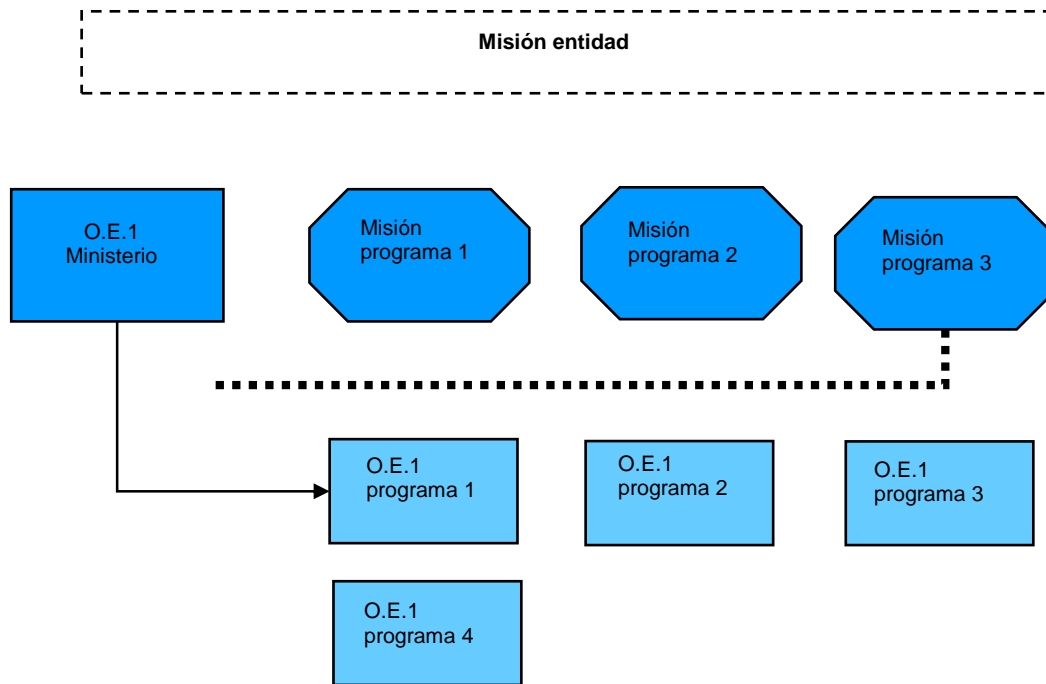 Misión entidad
O.E.1
Ministerio
Misión
programa 1
Misión
programa 2
Misión
programa 3
O.E.1
programa 1
O.E.1
programa 2
O.E.1
programa 3
O.E.1
programa 4